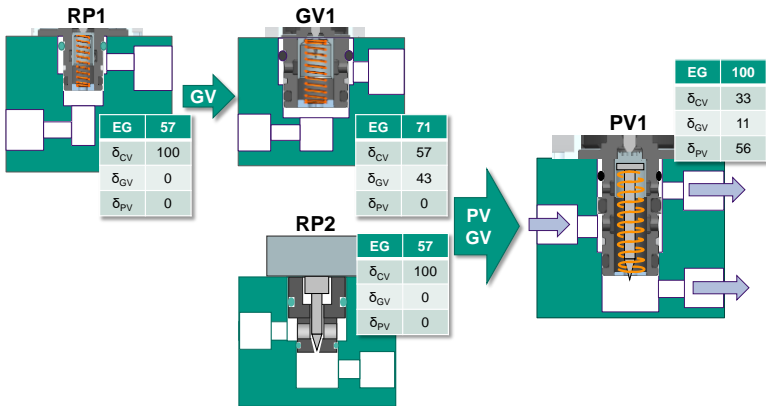 RP1
GV
EG 57
δCV 100
δGV 0
δPV 0
GV1
EG 71
δCV 57
δGV 43
δPV 0
RP2
EG 57
δCV 100
δGV 0
δPV 0
PV
GV
PV1
EG 100
δCV 33
δGV 11
δPV 56